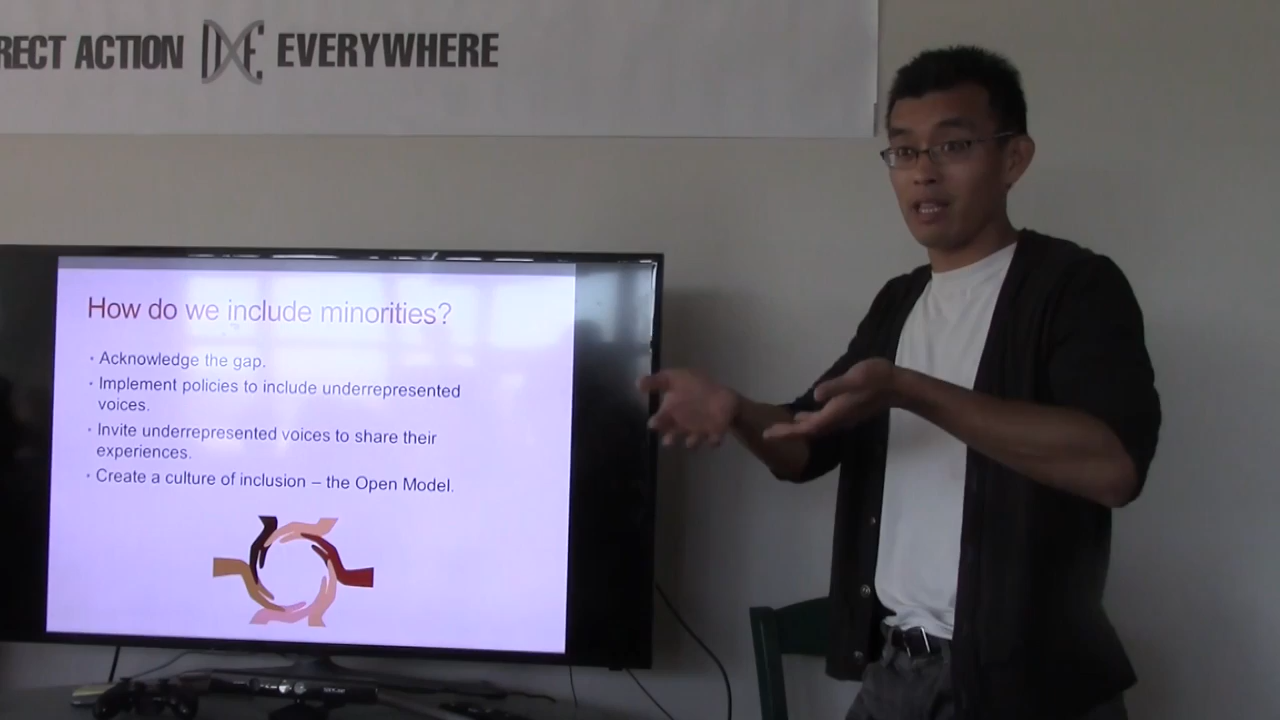 RECT ACTION DXE EVERYWHERE
How do we include minorities?
• Acknowledge the gap.
• Implement policies to include underrepresented
voices.
• Invite underrepresented voices to share their
experiences.
• Create a culture of inclusion – the Open Model.